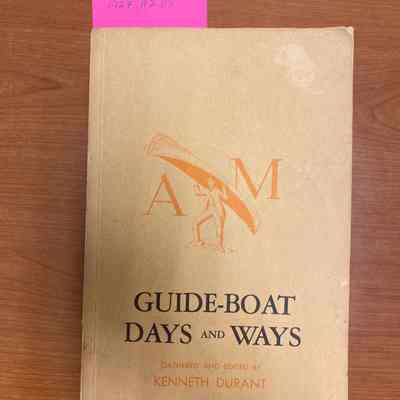 A M
GUIDE-BOAT
DAYS AND WAYS
GATHERED AND EDITED BY
KENNETH DURANT